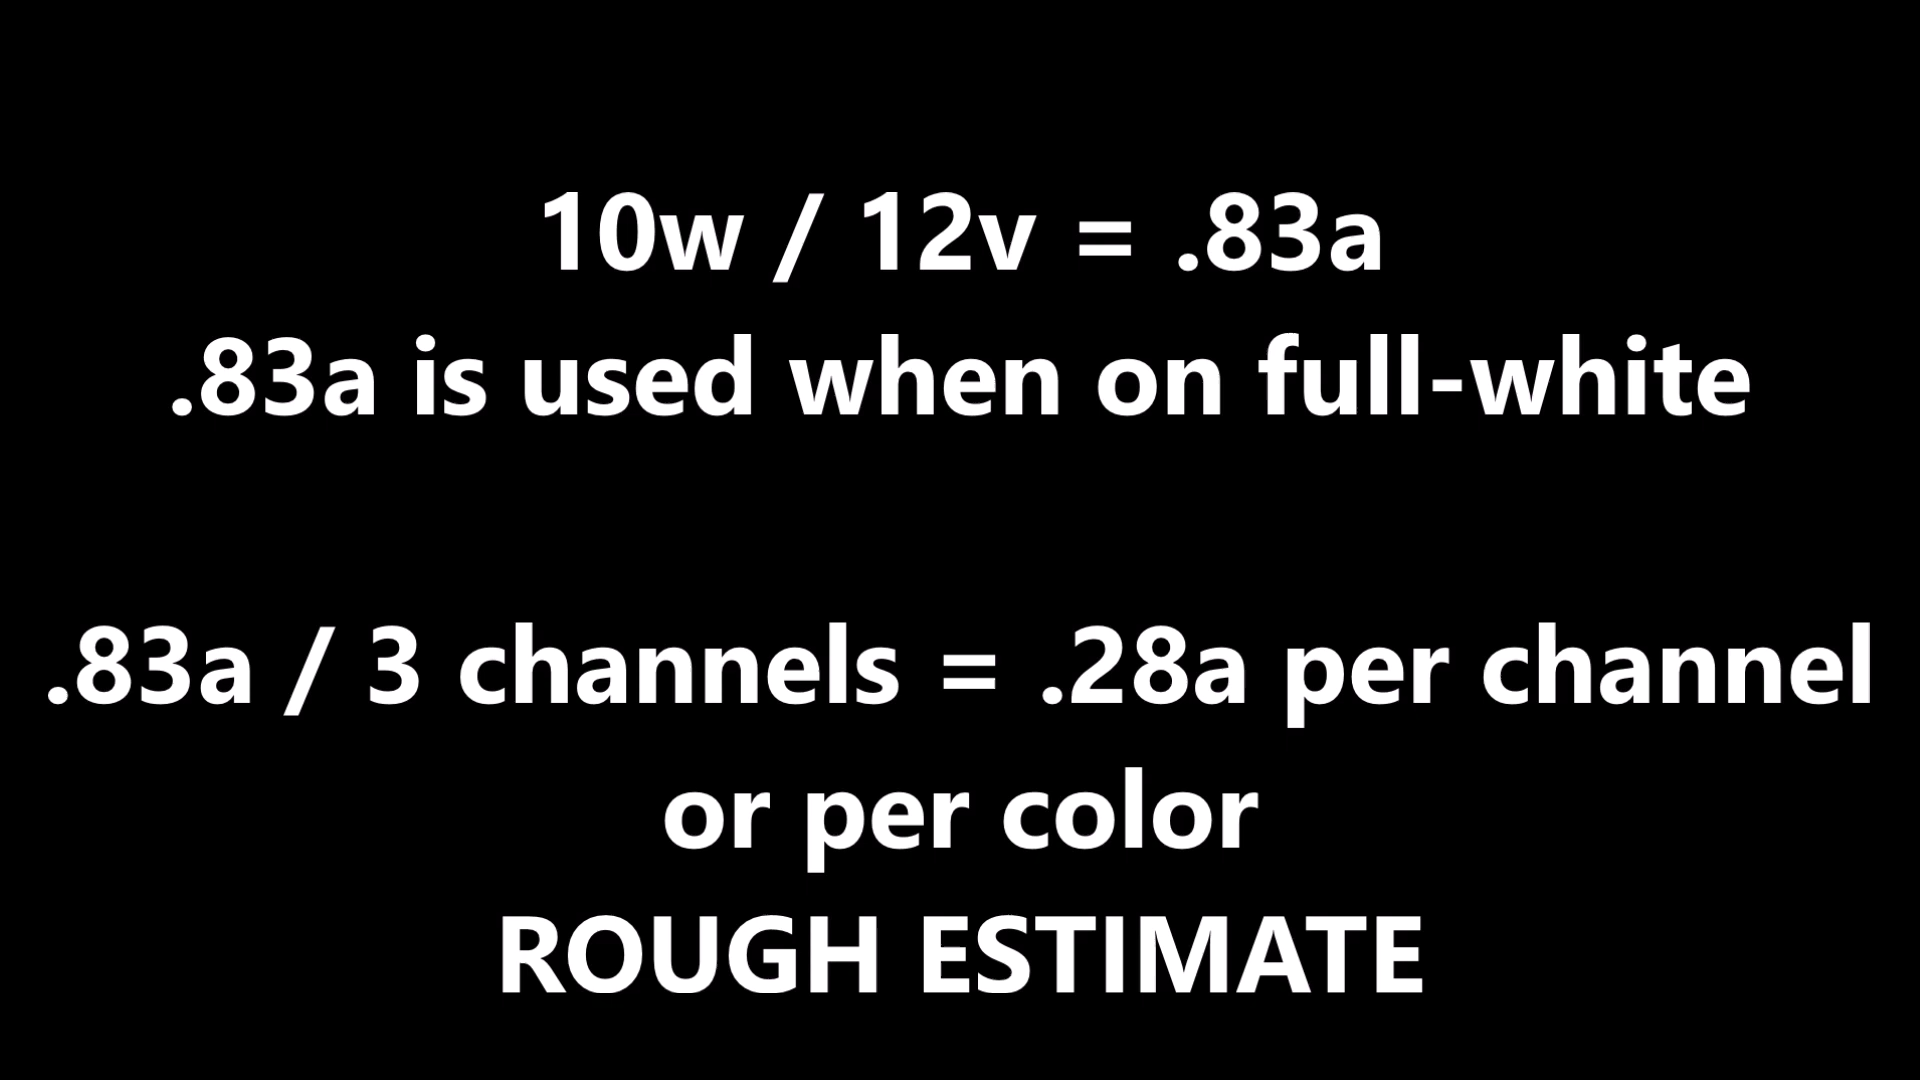 10w / 12v = .83a
.83a is used when on full-white
.83a / 3 channels = .28a per channel
or per color
ROUGH ESTIMATE